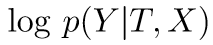 log p(Y|T, X)